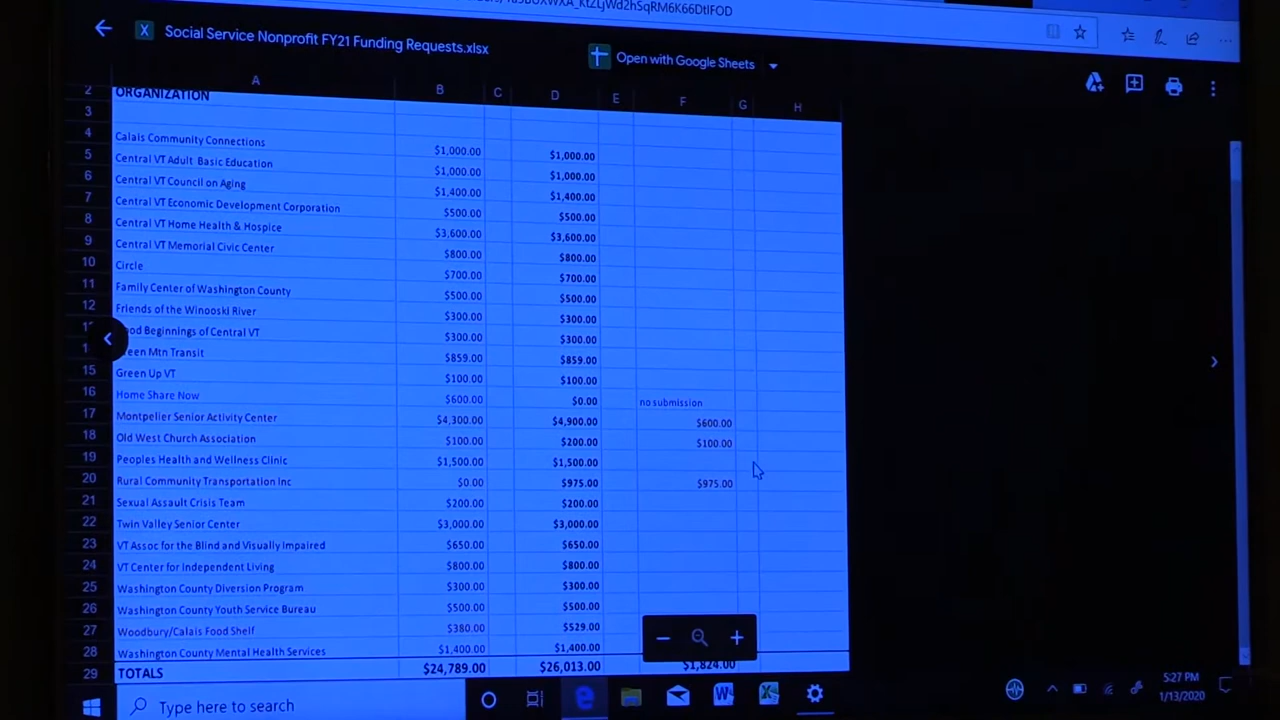 Social Service Nonprofit FY21 Funding Requests.xlsx
Open with Google Sheets
A B C D E F G H
2 ORGANIZATION
3
4 Calais Community Connections $1,000.00 $1,000.00
5 Central VT Adult Basic Education $1,000.00 $1,000.00
6 Central VT Council on Aging $1,400.00 $1,400.00
7 Central VT Economic Development Corporation $500.00 $500.00
8 Central VT Home Health & Hospice $3,600.00 $3,600.00
9 Central VT Memorial Civic Center $800.00 $800.00
10 Circle $700.00 $700.00
11 Family Center of Washington County $500.00 $500.00
12 Friends of the Winooski River $300.00 $300.00
Beginnings of Central VT $300.00 $300.00
Mtn Transit $859.00 $859.00
15 Green Up VT $100.00 $100.00
16 Home Share Now $600.00 $0.00 no submission
17 Montpelier Senior Activity Center $4,300.00 $4,900.00 $600.00
18 Old West Church Association $100.00 $200.00 $100.00
19 Peoples Health and Wellness Clinic $1,500.00 $1,500.00
20 Rural Community Transportation Inc $0.00 $975.00 $975.00
21 Sexual Assault Crisis Team $200.00 $200.00
22 Twin Valley Senior Center $3,000.00 $3,000.00
23 VT Assoc for the Blind and Visually Impaired $650.00 $650.00
24 VT Center for Independent Living $800.00 $800.00
25 Washington County Diversion Program $300.00 $300.00
26 Washington County Youth Service Bureau $500.00 $500.00
27 Woodbury/Calais Food Shelf $380.00 $529.00
28 Washington County Mental Health Services $1,400.00 $1,400.00
29 TOTALS $24,789.00 $26,013.00 $1,824.00
Type here to search
5:27 PM
1/13/2020